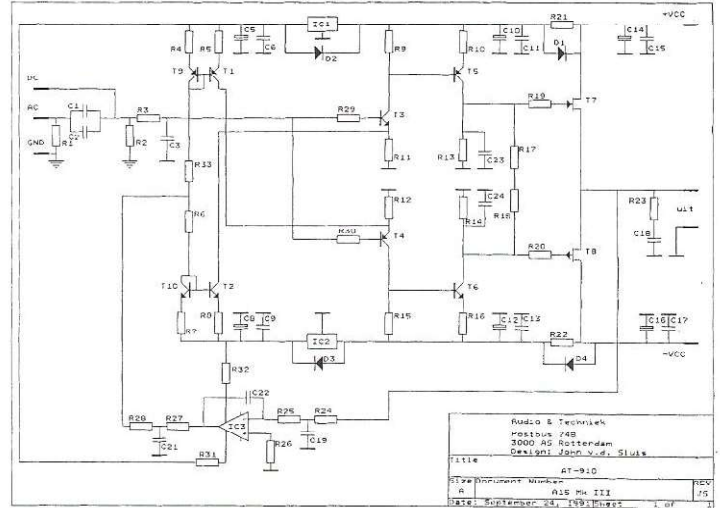 +VCC
R21
IC1
C5
C6
R4
R5
D2
R9
R10
C10
C11
D1
C14
C15
T9
T1
T5
DC
AC
C1
C2
R3
R29
T3
R19
T7
GND
R1
R2
C3
R11
R13
C23
R17
R33
R12
C24
R14
R6
R23
uit
R30
T4
R20
T8
C18
T10
T2
T6
R7
R8
C8
C9
IC2
R15
R16
C12
C13
R22
C16
C17
D3
D4
-VCC
R32
C22
R28
R27
R25
R24
IC3
C21
R26
C19
R31
Audio & Techniek
Postbus 748
3000 AS Rotterdam
Design: John v.d. Sluis
Title
AT-910
Size Document Number
REV
A
A15 Mk III
Date: September 24, 1991 Sheet 1 of 1